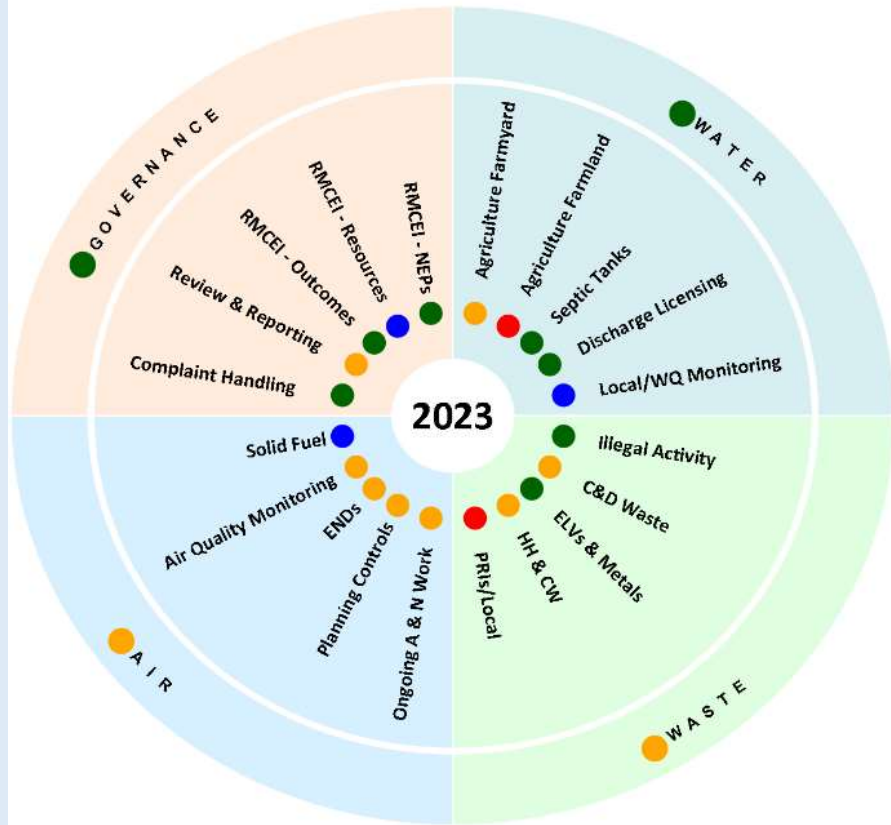 GOVERNANCE
RMCEI - NEPs
RMCEI - Resources
RMCEI - Outcomes
Review & Reporting
Complaint Handling
WATER
Agriculture Farmyard
Agriculture Farmland
Septic Tanks
Discharge Licensing
Local/WQ Monitoring
2023
AIR
Solid Fuel
Air Quality Monitoring
ENDs
Planning Controls
Ongoing A & N Work
WASTE
Illegal Activity
C&D Waste
ELVs & Metals
HH & CW
PRIs/Local